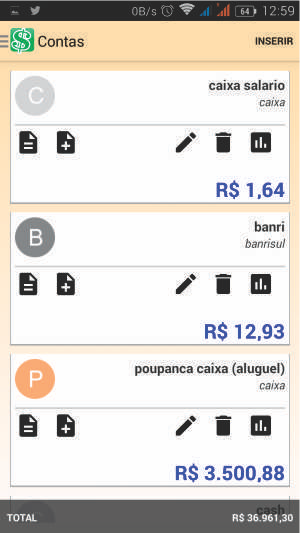 0B/s 64 12:59
Contas INSERIR
C caixa salario
caixa
R$ 1,64
B banri
banrisul
R$ 12,93
P poupanca caixa (aluguel)
caixa
R$ 3.500,88
cash
TOTAL R$ 36.961,30